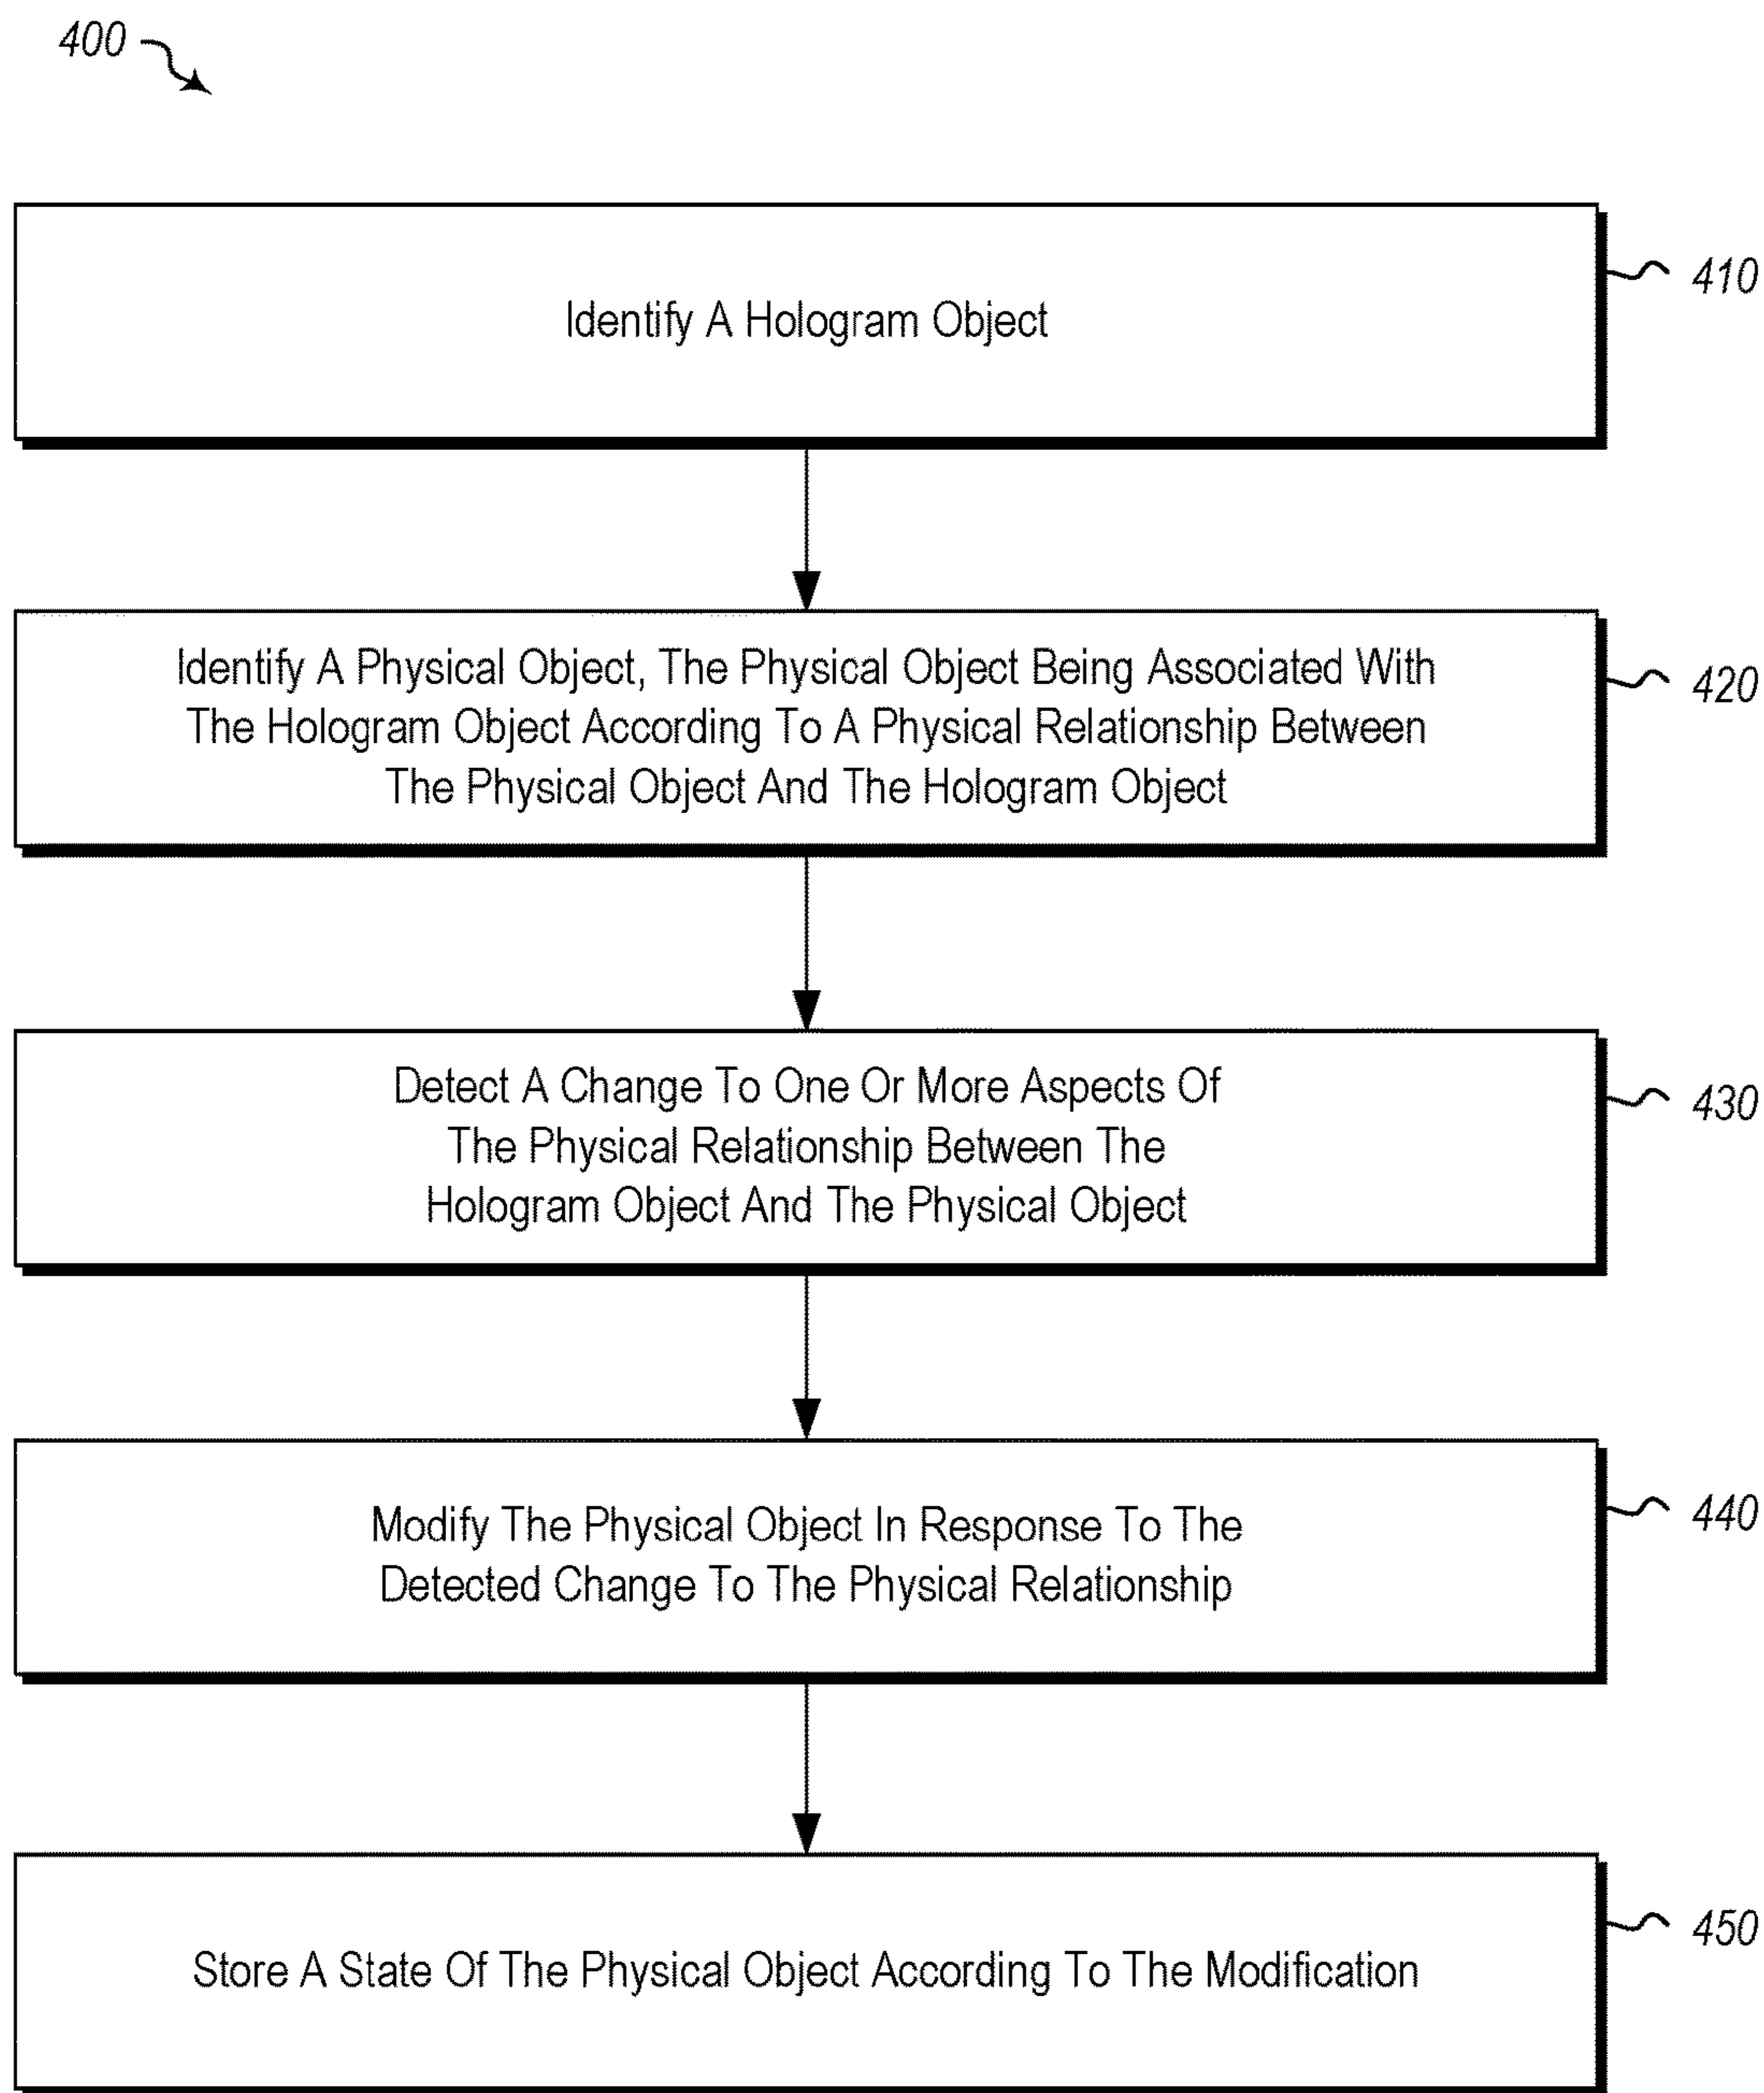 400
Identify A Hologram Object
410
Identify A Physical Object, The Physical Object Being Associated With
The Hologram Object According To A Physical Relationship Between
The Physical Object And The Hologram Object
420
Detect A Change To One Or More Aspects Of
The Physical Relationship Between The
Hologram Object And The Physical Object
430
Modify The Physical Object In Response To The
Detected Change To The Physical Relationship
440
Store A State Of The Physical Object According To The Modification
450